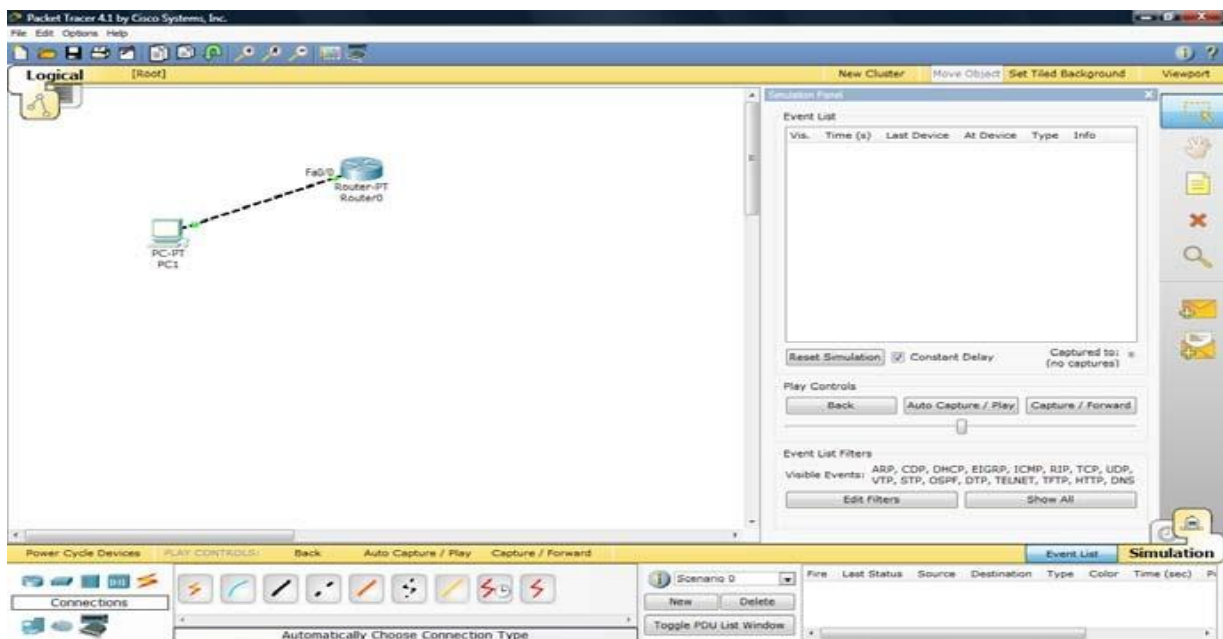 Packet Tracer 4.1 by Cisco Systems, Inc.
File Edit Options Help
Logical [Root] New Cluster Move Object Set Tiled Background Viewport
Simulation Panel
Event List
Vis. Time (s) Last Device At Device Type Info
Fa0/0
Router-PT
Router0
PC-PT
PC1
Reset Simulation Constant Delay Captured to:
(no captures)
Play Controls
Back Auto Capture / Play Capture / Forward
Event List Filters
Visible Events: ARP, CDP, DHCP, EIGRP, ICMP, RIP, TCP, UDP,
VTP, STP, OSPF, DTP, TELNET, TFTP, HTTP, DNS
Edit Filters Show All
Power Cycle Devices PLAY CONTROLS: Back Auto Capture / Play Capture / Forward Event List Simulation
Scenario 0 Fire Last Status Source Destination Type Color Time (sec)
Connections New Delete
Toggle PDU List Window
Automatically Choose Connection Type